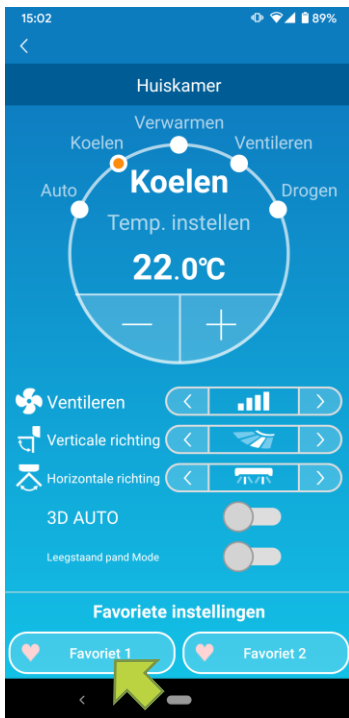 15:02 89%
Huiskamer
Verwarmen
Koelen Ventileren
Auto Koelen Drogen
Temp. instellen
22.0°C
Ventileren
Verticale richting
Horizontale richting
3D AUTO
Leegstaand pand Mode
Favoriete instellingen
Favoriet 1 Favoriet 2